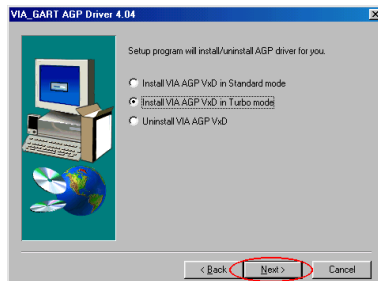 VIA_GART AGP Driver 4.04
Setup program will install/uninstall AGP driver for you.
Install VIA AGP VxD in Standard mode
Install VIA AGP VxD in Turbo mode
Uninstall VIA AGP VxD
< Back
Next >
Cancel